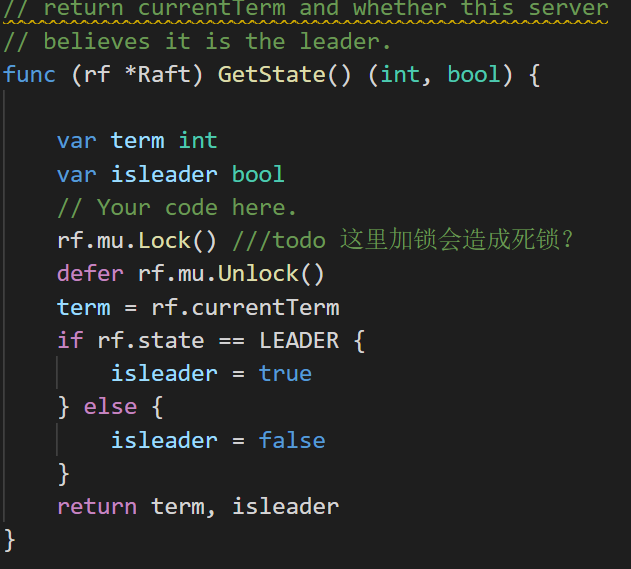 // return currentTerm and whether this server
// believes it is the leader.
func (rf *Raft) GetState() (int, bool) {
var term int
var isleader bool
// Your code here.
rf.mu.Lock() ///todo 这里加锁会造成死锁?
defer rf.mu.Unlock()
term = rf.currentTerm
if rf.state == LEADER {
isleader = true
} else {
isleader = false
}
return term, isleader
}